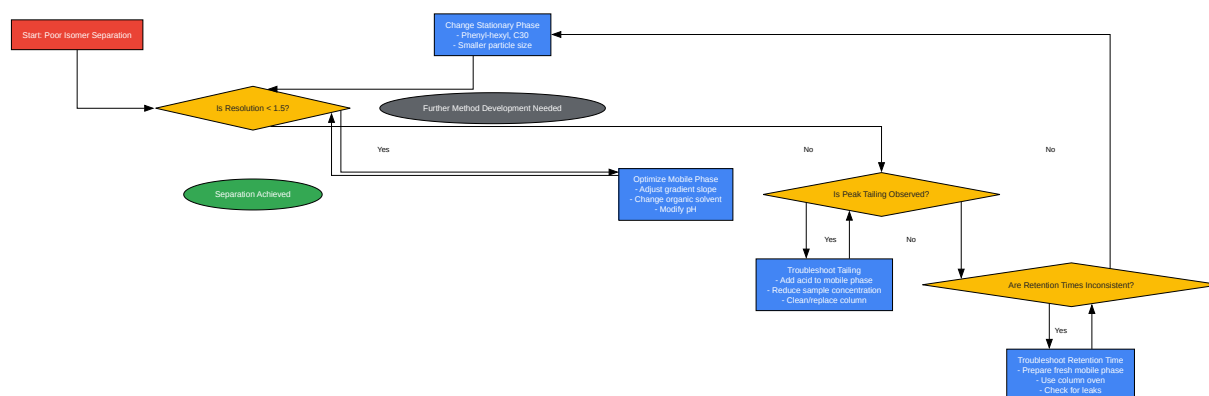 Start: Poor Isomer Separation
Change Stationary Phase
- Phenyl-hexyl, C30
- Smaller particle size
Is Resolution < 1.5?
Further Method Development Needed
Yes
No
No
Separation Achieved
Optimize Mobile Phase
- Adjust gradient slope
- Change organic solvent
- Modify pH
Is Peak Tailing Observed?
Yes
No
Troubleshoot Tailing
- Add acid to mobile phase
- Reduce sample concentration
- Clean/replace column
Are Retention Times Inconsistent?
Yes
Troubleshoot Retention Time
- Prepare fresh mobile phase
- Use column oven
- Check for leaks